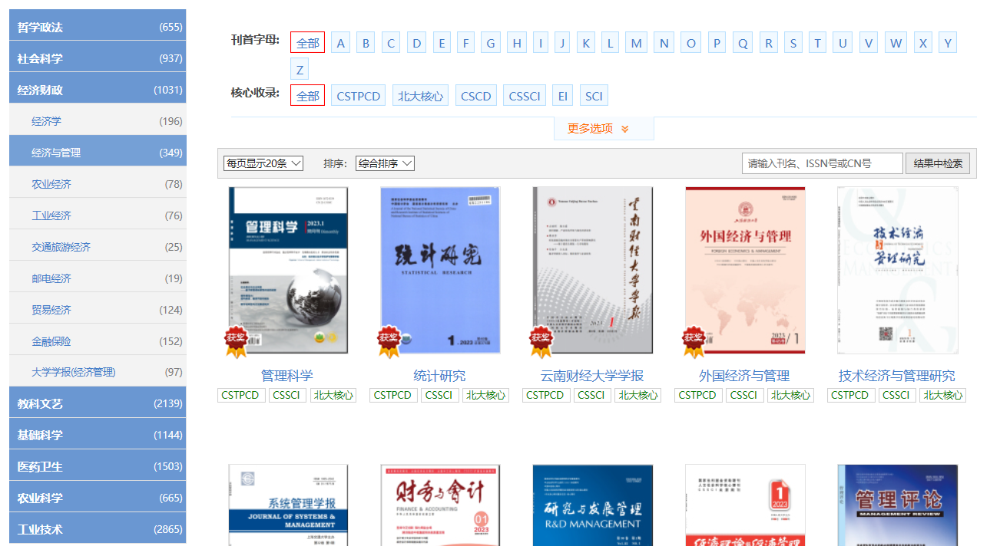 哲学政法 (655)
社会科学 (937)
经济财政 (1031)
经济学 (196)
经济与管理 (349)
农业经济 (78)
工业经济 (76)
交通旅游经济 (25)
邮电经济 (19)
贸易经济 (124)
金融保险 (152)
大学学报(经济管理) (97)
教科文艺 (2139)
基础科学 (1144)
医药卫生 (1503)
农业科学 (665)
工业技术 (2865)
刊首字母: 全部 A B C D E F G H I J K L M N O P Q R S T U V W X Y
Z
核心收录: 全部 CSTPCD 北大核心 CSCD CSSCI EI SCI
更多选项
每页显示20条 排序: 综合排序 请输入刊名、ISSN号或CN号 结果中检索
管理科学
2023.1
JOURNAL OF
MANAGEMENT SCIENCE
获奖
统计研究
STATISTICAL RESEARCH
1
获奖
云南财经大学学报
2023 1
获奖
外国经济与管理
FOREIGN ECONOMICS & MANAGEMENT
2023/1
获奖
技术经济
与
管理研究
管理科学 统计研究 云南财经大学学报 外国经济与管理 技术经济与管理研究
CSTPCD CSSCI 北大核心 CSTPCD CSSCI 北大核心 CSTPCD CSSCI 北大核心 CSTPCD CSSCI 北大核心 CSTPCD CSSCI 北大核心
系统管理学报
JOURNAL OF SYSTEMS &
MANAGEMENT
财务与会计
FINANCE & ACCOUNTING
01
2023
研究与发展管理
R&D MANAGEMENT
1
2023
经济理论与经济管理
管理评论
MANAGEMENT REVIEW